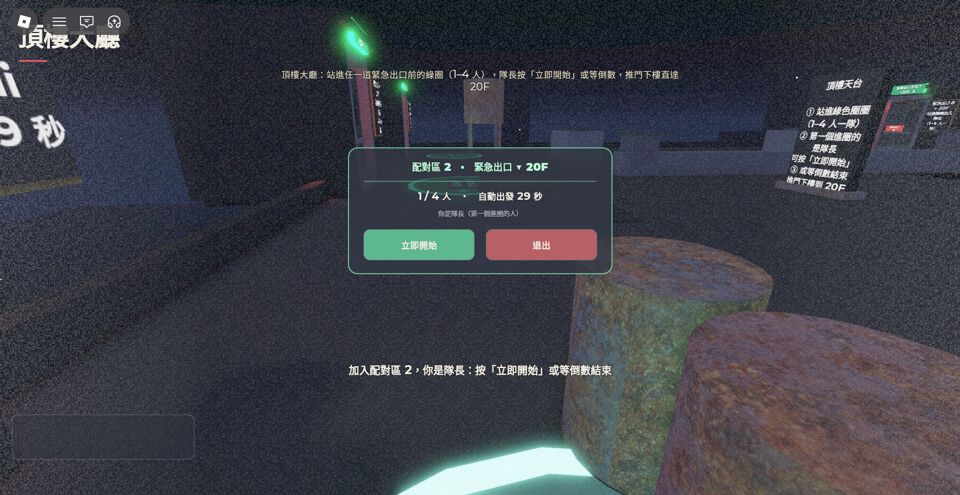 頂樓大廳
9 秒
頂樓大廳：站進任一道緊急出口前的綠圈（1–4 人），隊長按「立即開始」或等倒數，推門下樓直達
20F
配對區 2 • 緊急出口 ▼ 20F
1 / 4 人 • 自動出發 29 秒
你是隊長（第一個進圈的人）
立即開始
退出
加入配對區 2，你是隊長：按「立即開始」或等倒數結束
頂樓天台
① 站進綠色圈圈
（1–4 人一隊）
② 第一個進圈的
是隊長
可按「立即開始」
③ 或等倒數結束
推門下樓到 20F